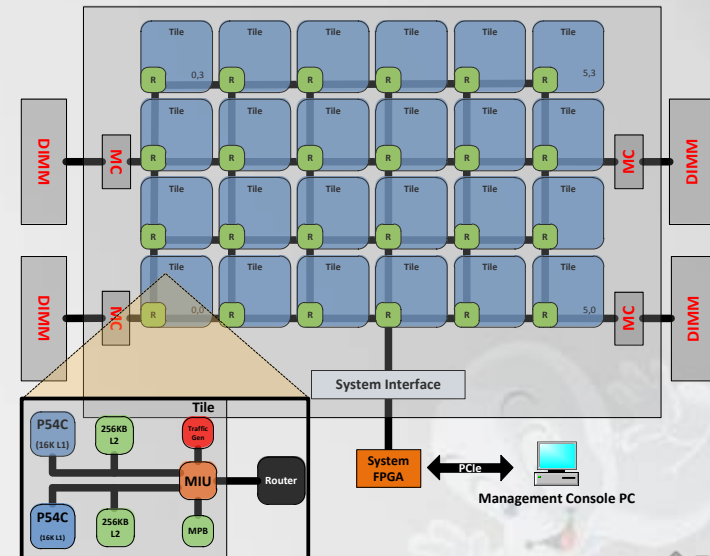 Tile Tile Tile Tile Tile Tile
R 0,3 R R R R R 5,3
Tile Tile Tile Tile Tile Tile
DIMM MC R R R R R R MC DIMM
Tile Tile Tile Tile Tile Tile
R R R R R R
Tile Tile Tile Tile Tile Tile
DIMM MC R 0,0 R R R R R 5,0 MC DIMM
System Interface
Tile
P54C
(16K L1)
256KB
L2
Traffic
Gen
MIU
Router
P54C
(16K L1)
256KB
L2
MPB
System
FPGA
PCIe
Management Console PC